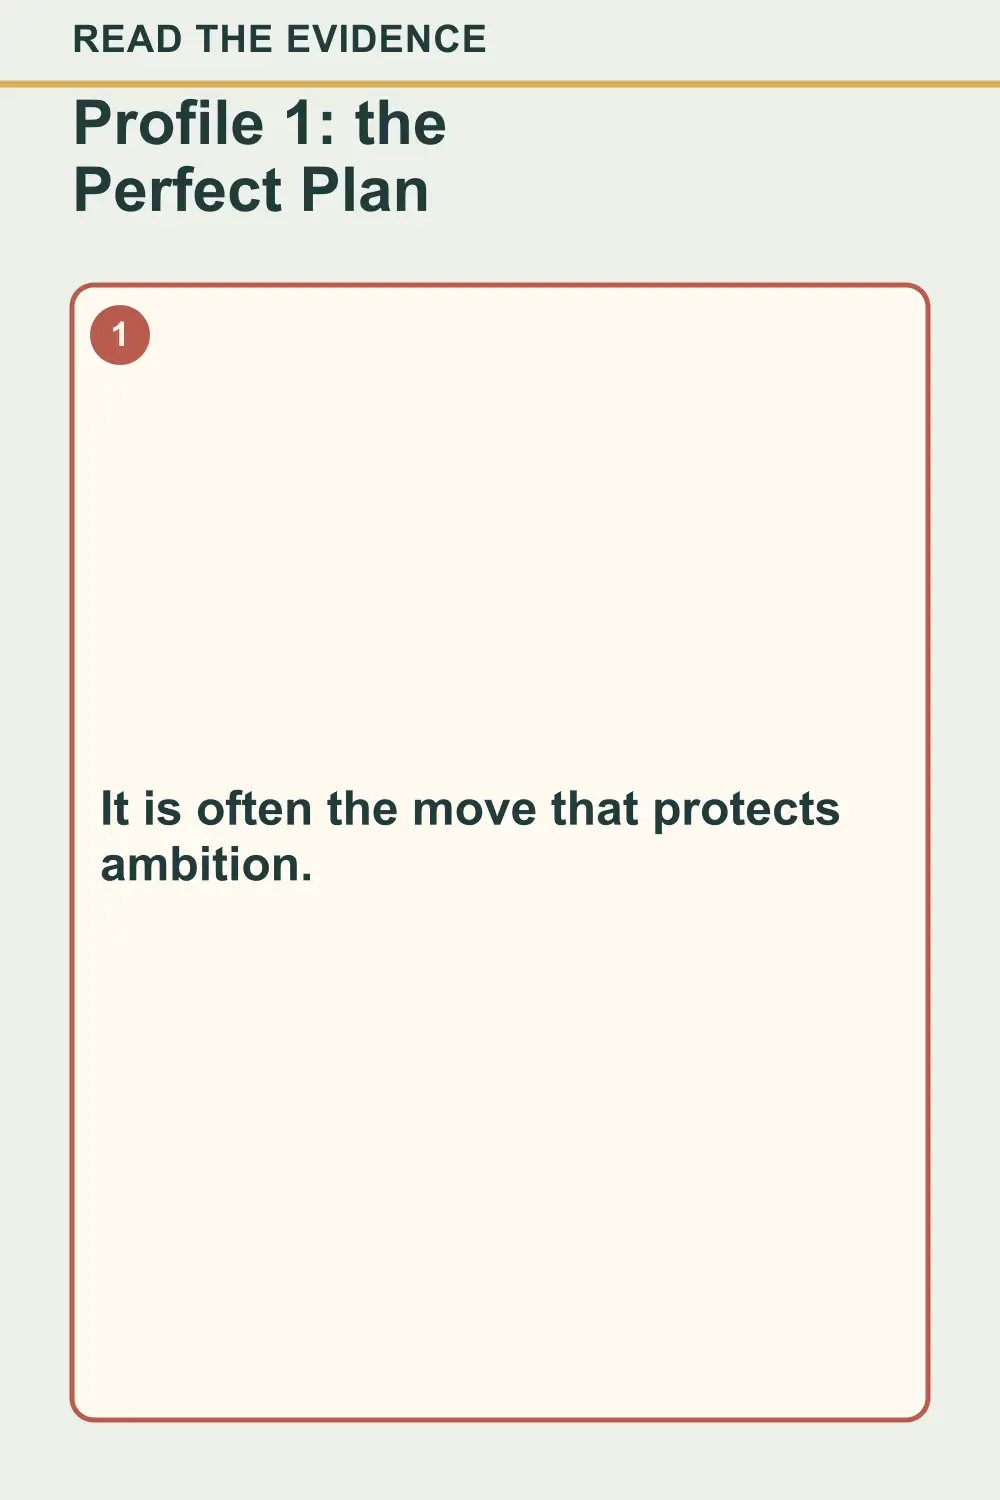 READ THE EVIDENCE
Profile 1: the
Perfect Plan
1
It is often the move that protects
ambition.